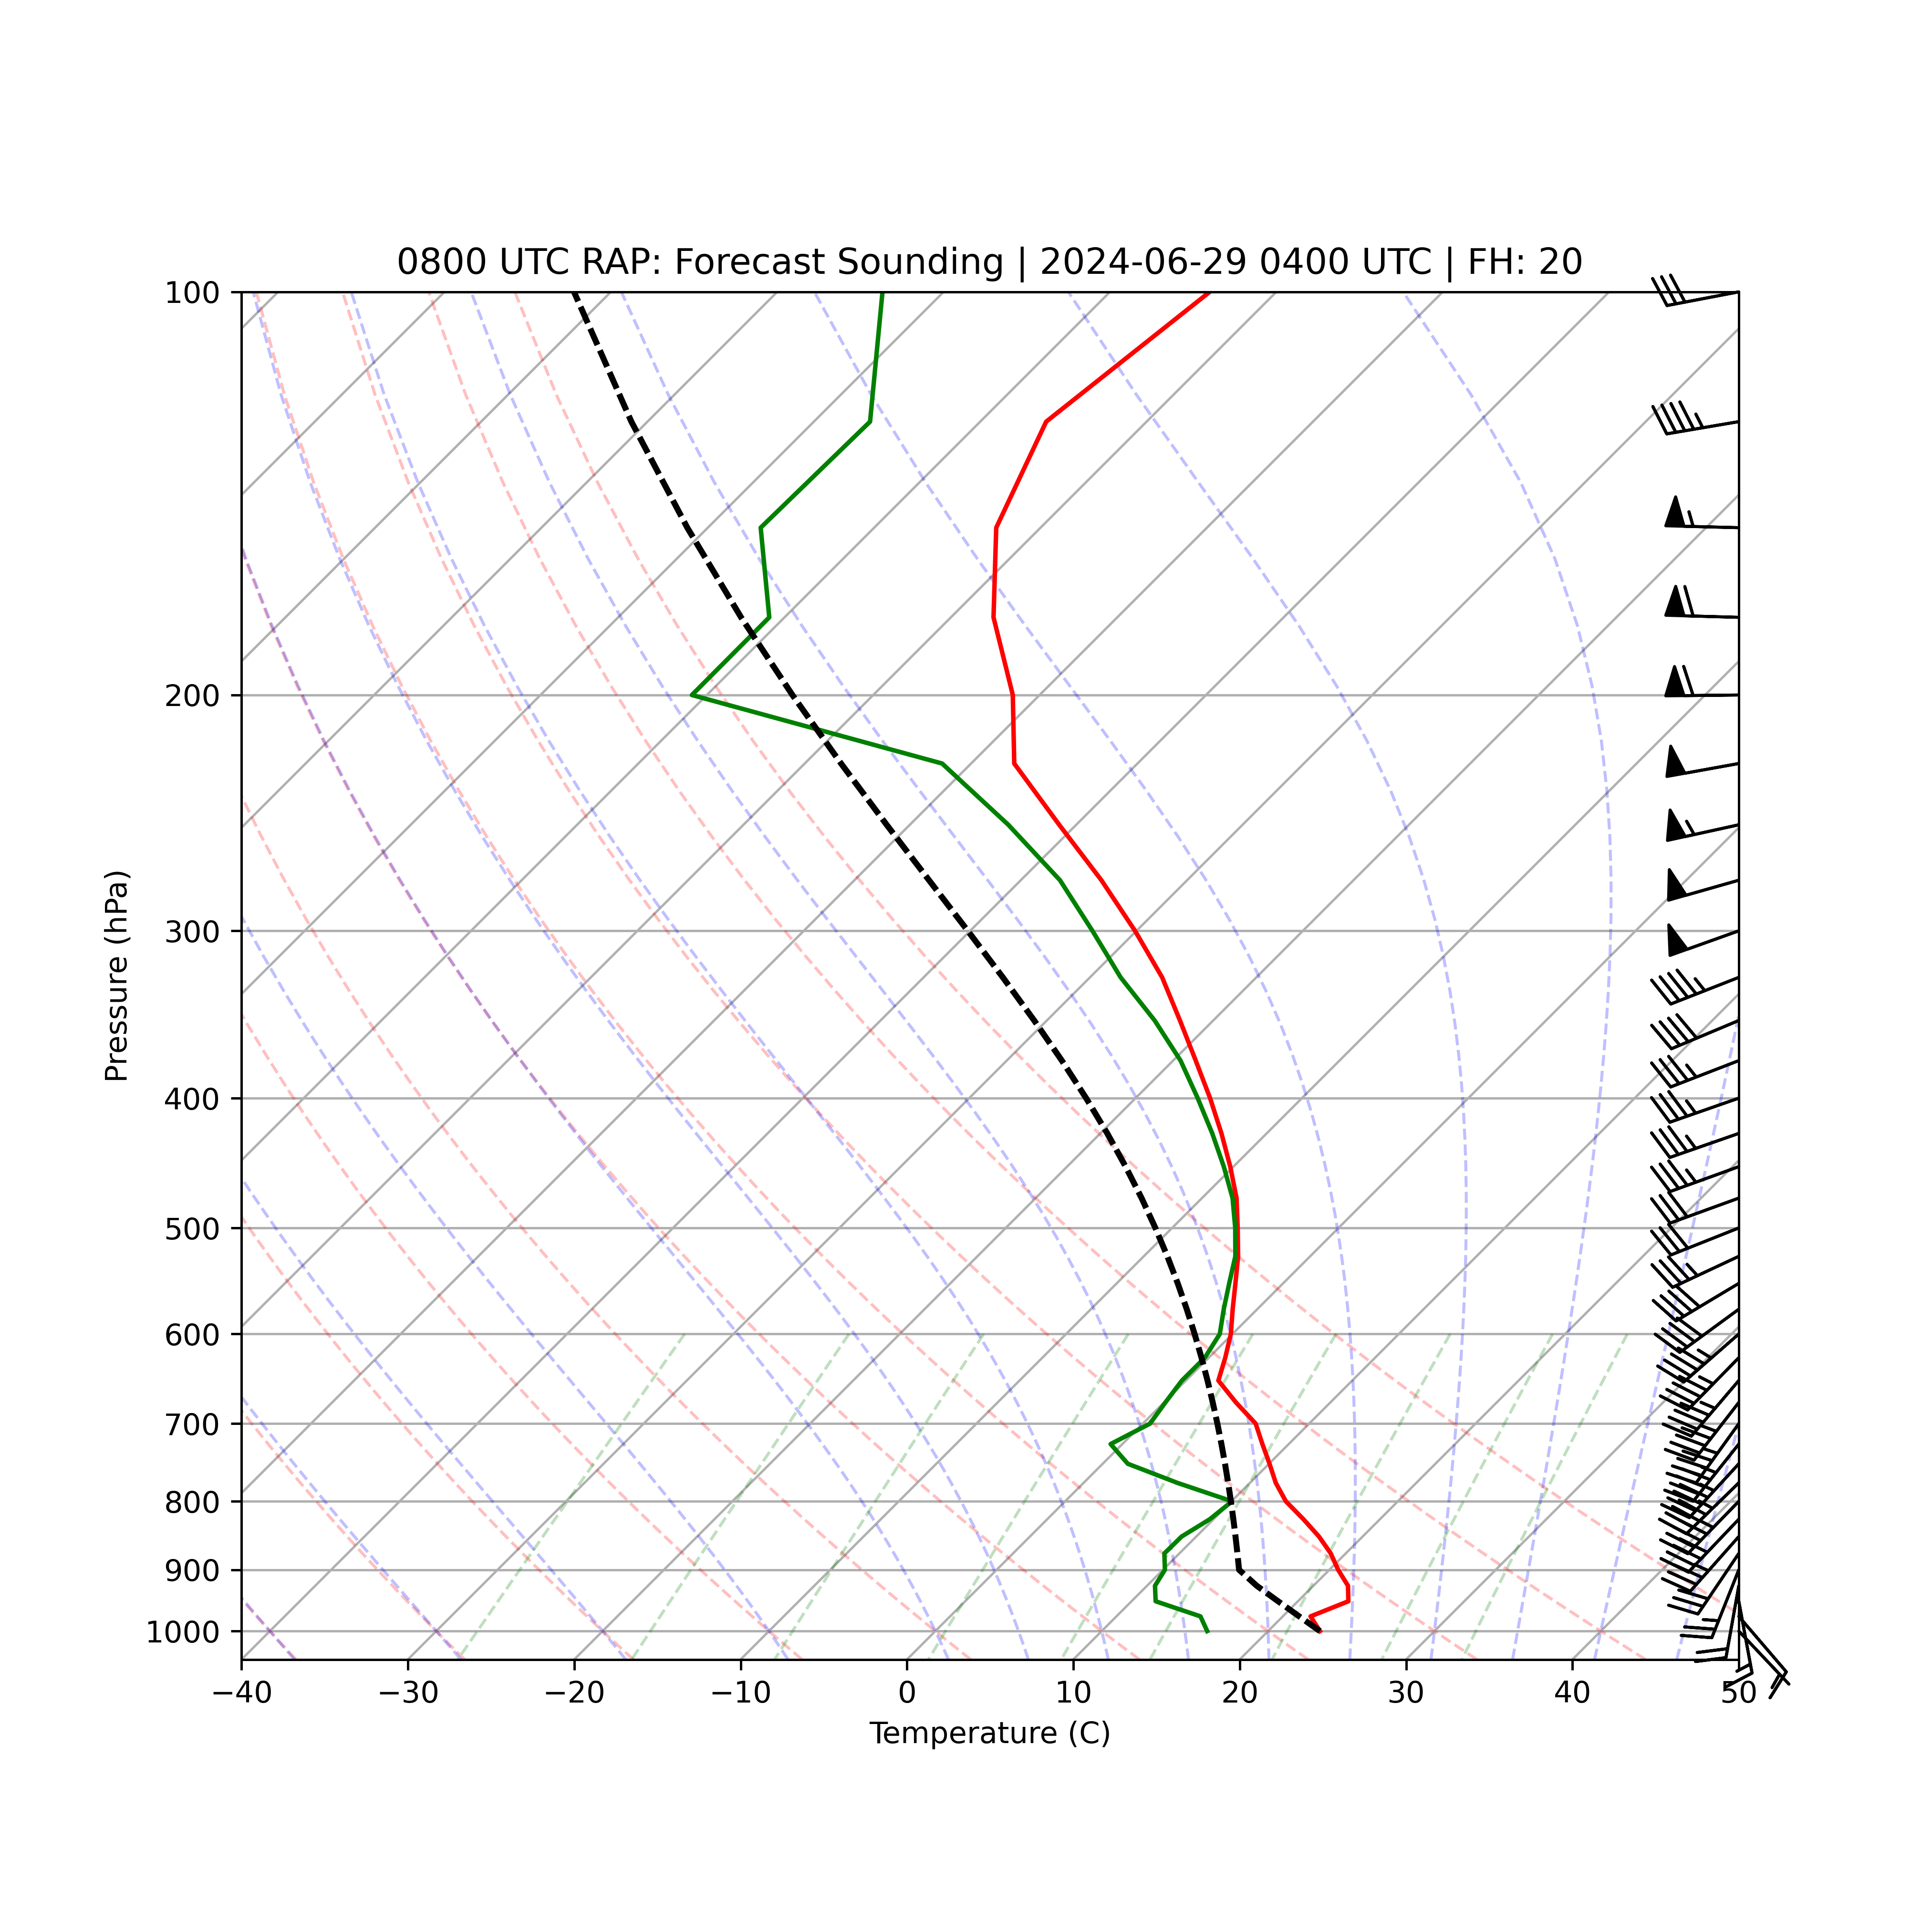 0800 UTC RAP: Forecast Sounding | 2024-06-29 0400 UTC | FH: 20
100
200
300
400
500
600
700
800
900
1000
Pressure (hPa)
−40 −30 −20 −10 0 10 20 30 40 50
Temperature (C)